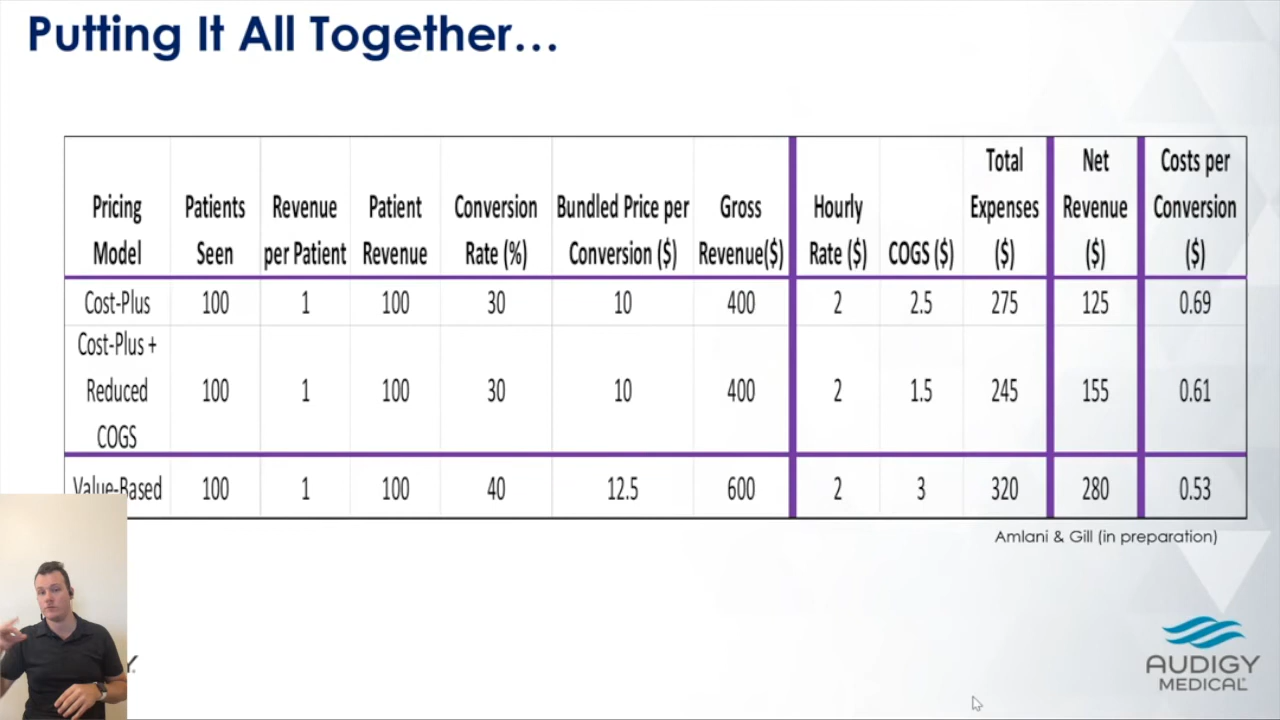 Putting It All Together…
Pricing Model | Patients Seen | Revenue per Patient | Patient Revenue | Conversion Rate (%) | Bundled Price per Conversion ($) | Gross Revenue($) | Hourly Rate ($) | COGS ($) | Total Expenses ($) | Net Revenue ($) | Costs per Conversion ($)
Cost-Plus | 100 | 1 | 100 | 30 | 10 | 400 | 2 | 2.5 | 275 | 125 | 0.69
Cost-Plus + Reduced COGS | 100 | 1 | 100 | 30 | 10 | 400 | 2 | 1.5 | 245 | 155 | 0.61
Value-Based | 100 | 1 | 100 | 40 | 12.5 | 600 | 2 | 3 | 320 | 280 | 0.53
Amlani & Gill (in preparation)
AUDIGY
MEDICAL